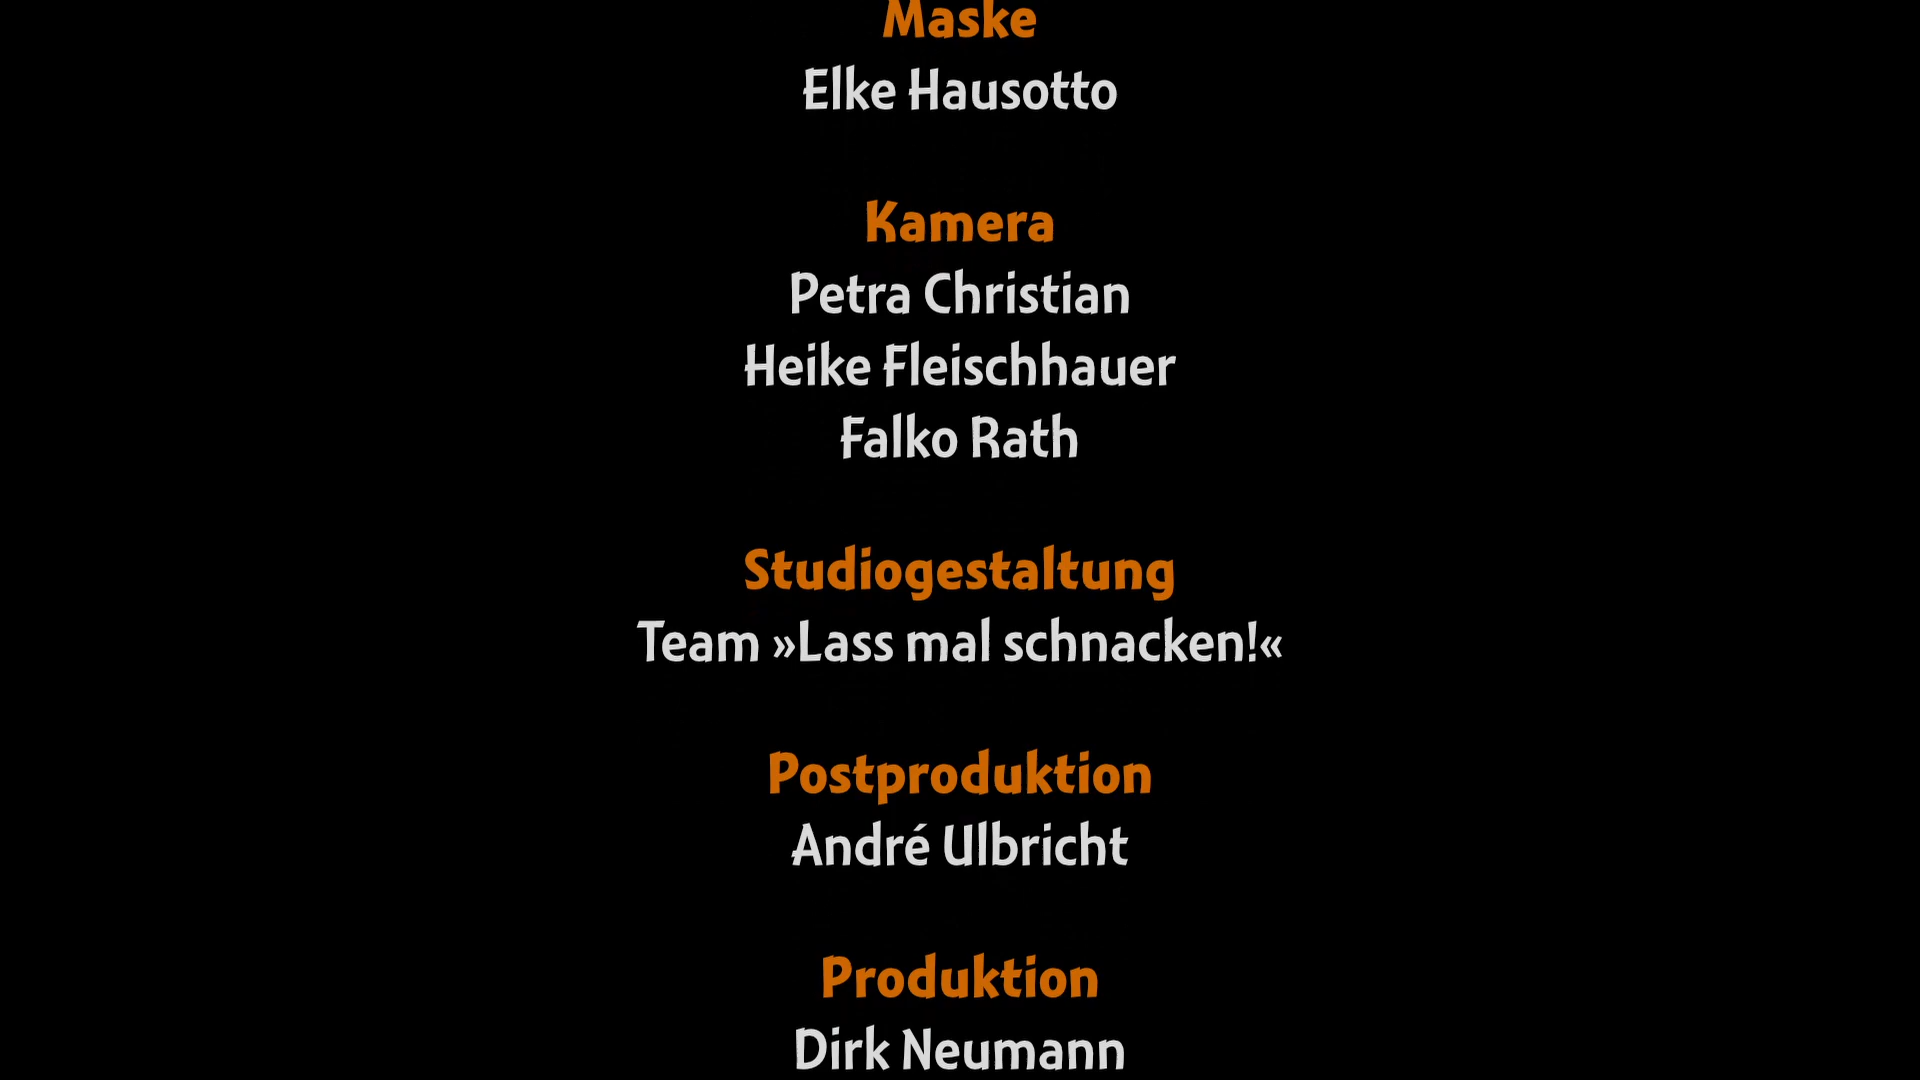 Maske
Elke Hausotto
Kamera
Petra Christian
Heike Fleischhauer
Falko Rath
Studiogestaltung
Team »Lass mal schnacken!«
Postproduktion
André Ulbricht
Produktion
Dirk Neumann